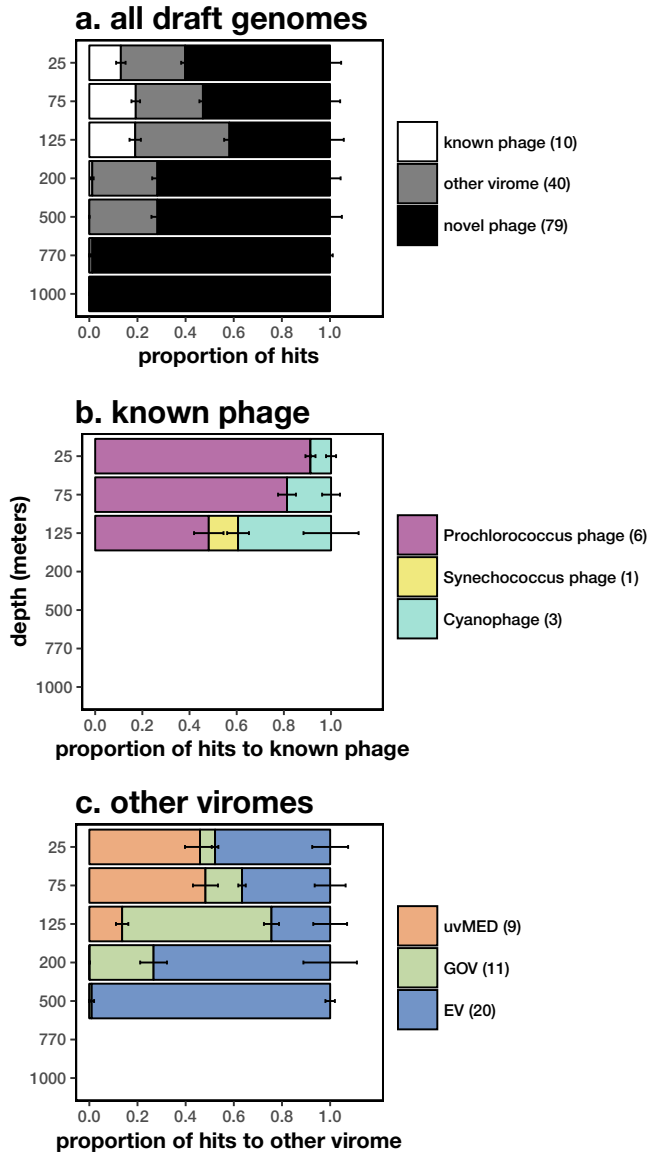 a. all draft genomes
25
75
125
200
500
770
1000
0.0 0.2 0.4 0.6 0.8 1.0
proportion of hits
known phage (10)
other virome (40)
novel phage (79)
b. known phage
depth (meters)
25
75
125
200
500
770
1000
0.0 0.2 0.4 0.6 0.8 1.0
proportion of hits to known phage
Prochlorococcus phage (6)
Synechococcus phage (1)
Cyanophage (3)
c. other viromes
25
75
125
200
500
770
1000
0.0 0.2 0.4 0.6 0.8 1.0
proportion of hits to other virome
uvMED (9)
GOV (11)
EV (20)